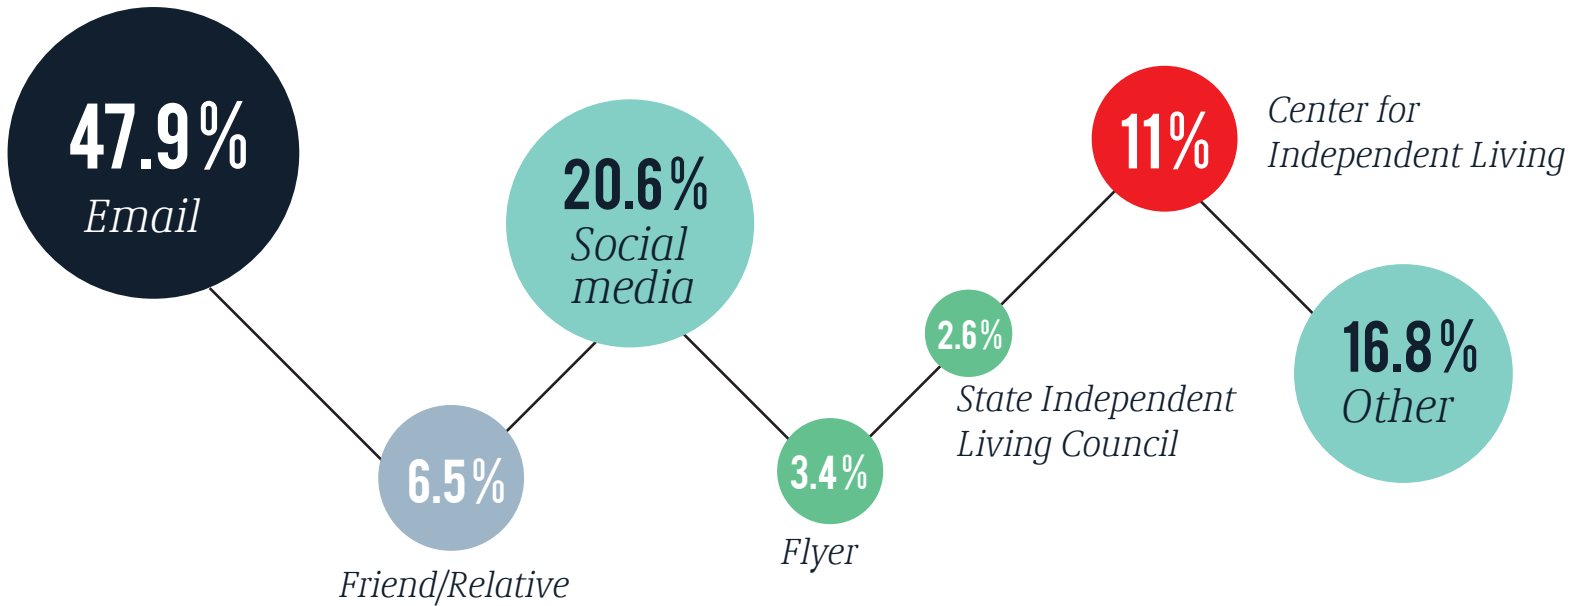 47.9%
Email
6.5%
Friend/Relative
20.6%
Social
media
3.4%
Flyer
2.6%
State Independent
Living Council
11%
Center for
Independent Living
16.8%
Other